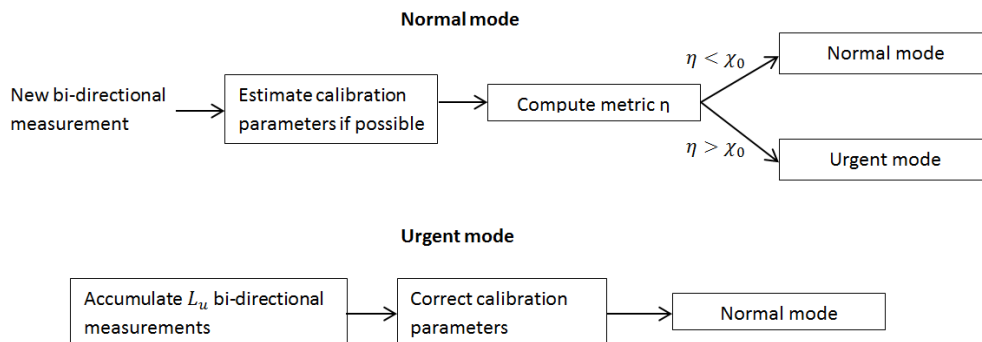 Normal mode
Normal mode
η < χ₀
New bi-directional
measurement
Estimate calibration
parameters if possible
Compute metric η
η > χ₀
Urgent mode
Urgent mode
Accumulate Lᵤ bi-directional
measurements
Correct calibration
parameters
Normal mode